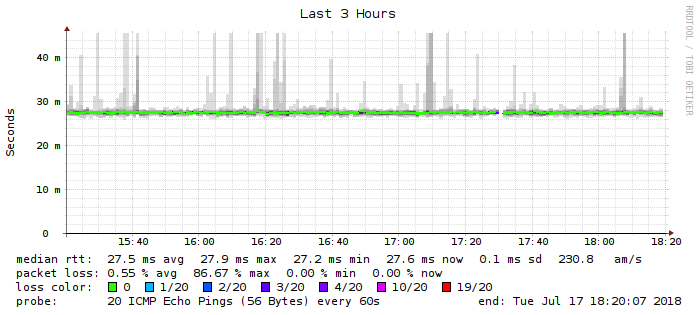 Last 3 Hours
RRDTOOL / TOBI OETIKER
Seconds
40 m
30 m
20 m
10 m
0
15:40 16:00 16:20 16:40 17:00 17:20 17:40 18:00 18:20
median rtt: 27.5 ms avg 27.9 ms max 27.2 ms min 27.6 ms now 0.1 ms sd 230.8 am/s
packet loss: 0.55 % avg 86.67 % max 0.00 % min 0.00 % now
loss color: 0 1/20 2/20 3/20 4/20 10/20 19/20
probe: 20 ICMP Echo Pings (56 Bytes) every 60s end: Tue Jul 17 18:20:07 2018